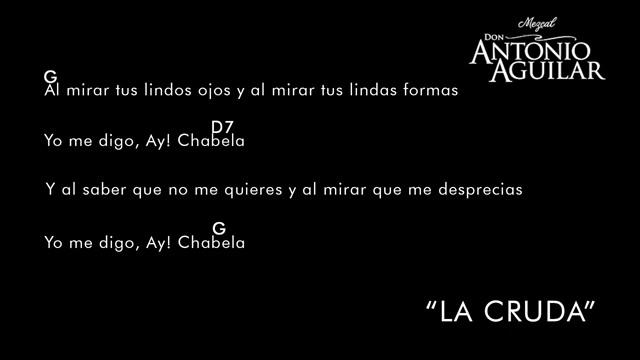 Mezcal
DON
ANTONIO
AGUILAR
G
Al mirar tus lindos ojos y al mirar tus lindas formas
D7
Yo me digo, Ay! Chabela
Y al saber que no me quieres y al mirar que me desprecias
G
Yo me digo, Ay! Chabela
“LA CRUDA”